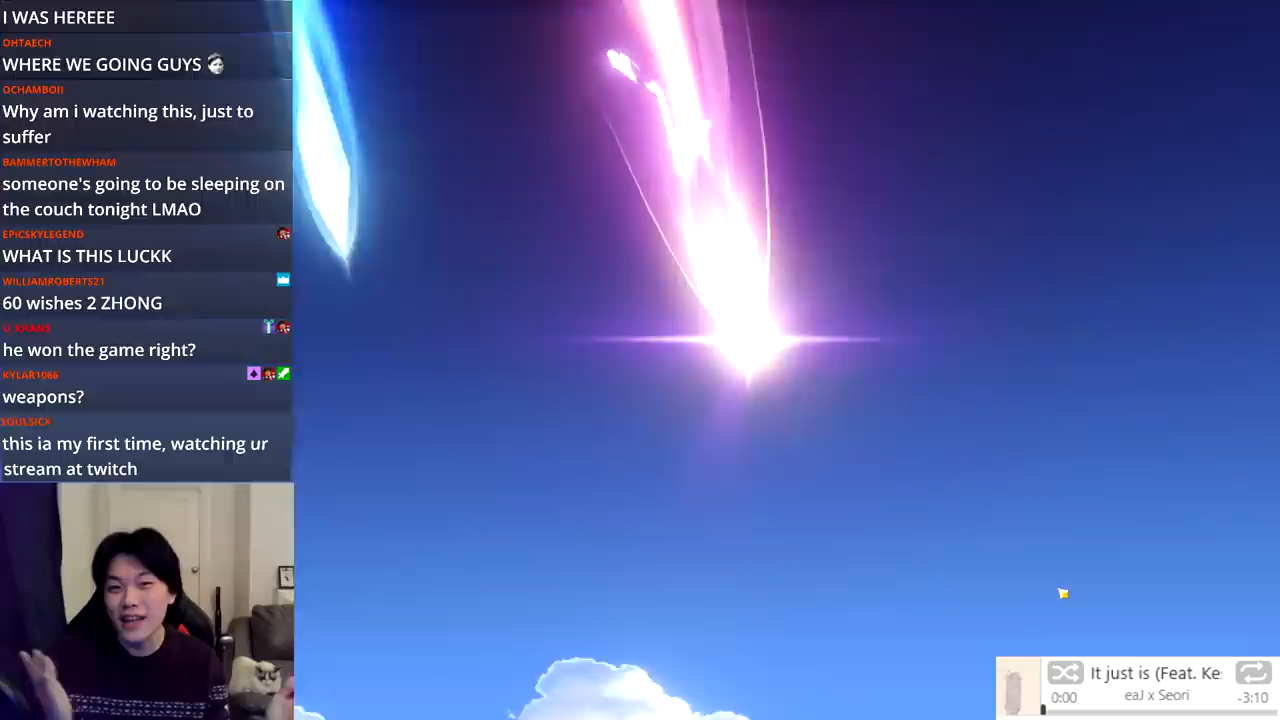 I WAS HEREEE
OHTAECH
WHERE WE GOING GUYS
OCHAMBOII
Why am i watching this, just to
suffer
BAMMERTOTHEWHAM
someone's going to be sleeping on
the couch tonight LMAO
EPICSKYLEGEND
WHAT IS THIS LUCKK
WILLIAMROBERTS21
60 wishes 2 ZHONG
he won the game right?
KYLAR1066
weapons?
SOULSICK
this ia my first time, watching ur
stream at twitch
It just is (Feat. Ke
eaJ x Seori
0:00
-3:10